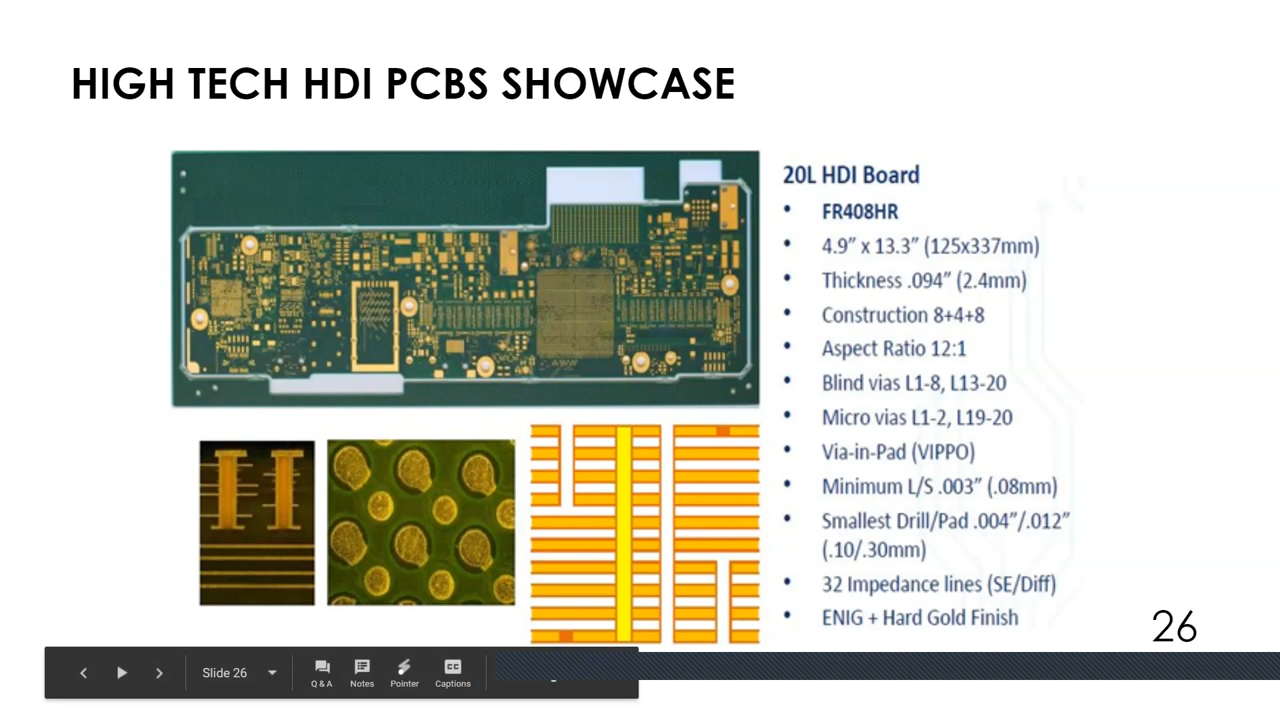 HIGH TECH HDI PCBS SHOWCASE
20L HDI Board
• FR408HR
• 4.9” x 13.3” (125x337mm)
• Thickness .094” (2.4mm)
• Construction 8+4+8
• Aspect Ratio 12:1
• Blind vias L1-8, L13-20
• Micro vias L1-2, L19-20
• Via-in-Pad (VIPPO)
• Minimum L/S .003” (.08mm)
• Smallest Drill/Pad .004”/.012”
(.10/.30mm)
• 32 Impedance lines (SE/Diff)
• ENIG + Hard Gold Finish
26
Slide 26
Q & A
Notes
Pointer
CC
Captions